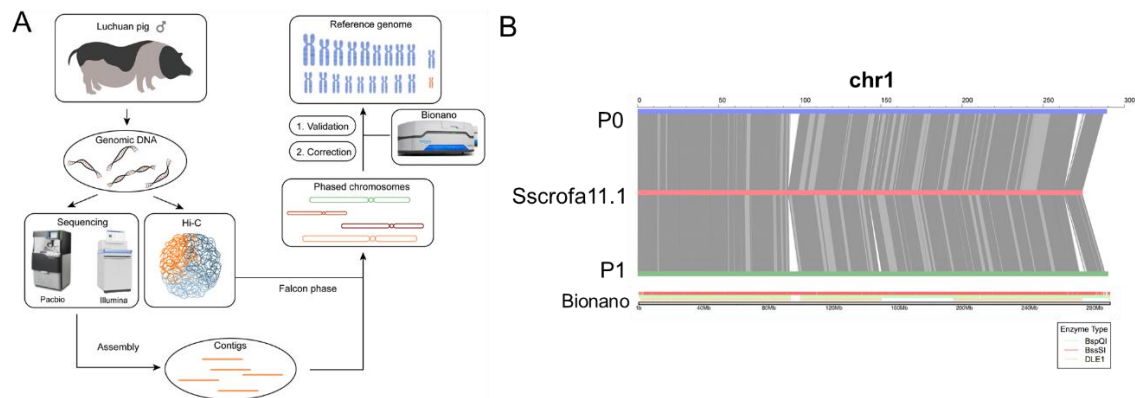 A
Luchuan pig ♂
Genomic DNA
Sequencing
Pacbio
Illumina
Hi-C
Assembly
Contigs
Falcon phase
Phased chromosomes
1. Validation
2. Correction
Bionano
Reference genome
B
chr1
0 50 100 150 200 250 300
P0
Sscrofa11.1
P1
Bionano
40Mb 80Mb 120Mb 160Mb 200Mb 240Mb 280Mb
Enzyme Type
BspQI
BssSI
DLE1